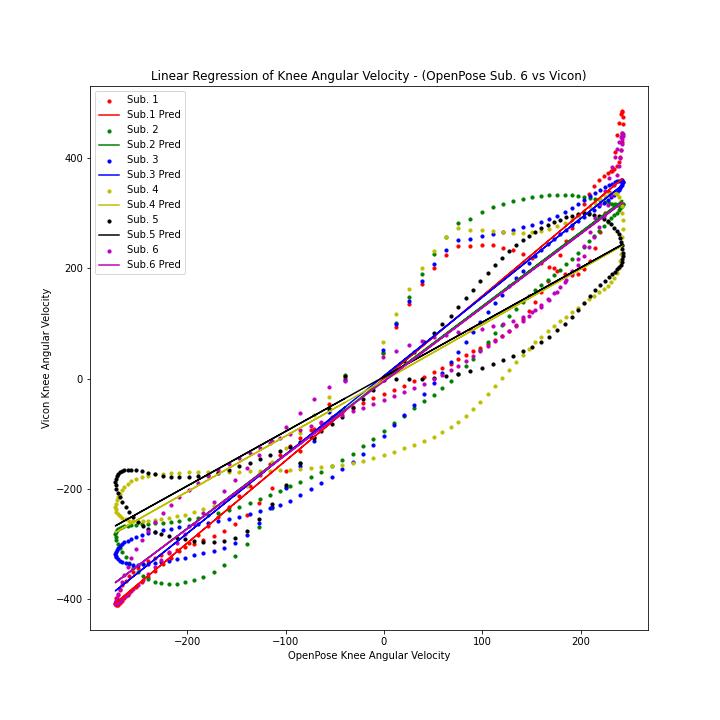 Linear Regression of Knee Angular Velocity - (OpenPose Sub. 6 vs Vicon)
Sub. 1
Sub.1 Pred
Sub. 2
Sub.2 Pred
Sub. 3
Sub.3 Pred
Sub. 4
Sub.4 Pred
Sub. 5
Sub.5 Pred
Sub. 6
Sub.6 Pred
Vicon Knee Angular Velocity
400
200
0
−200
−400
−200
−100
0
100
200
OpenPose Knee Angular Velocity